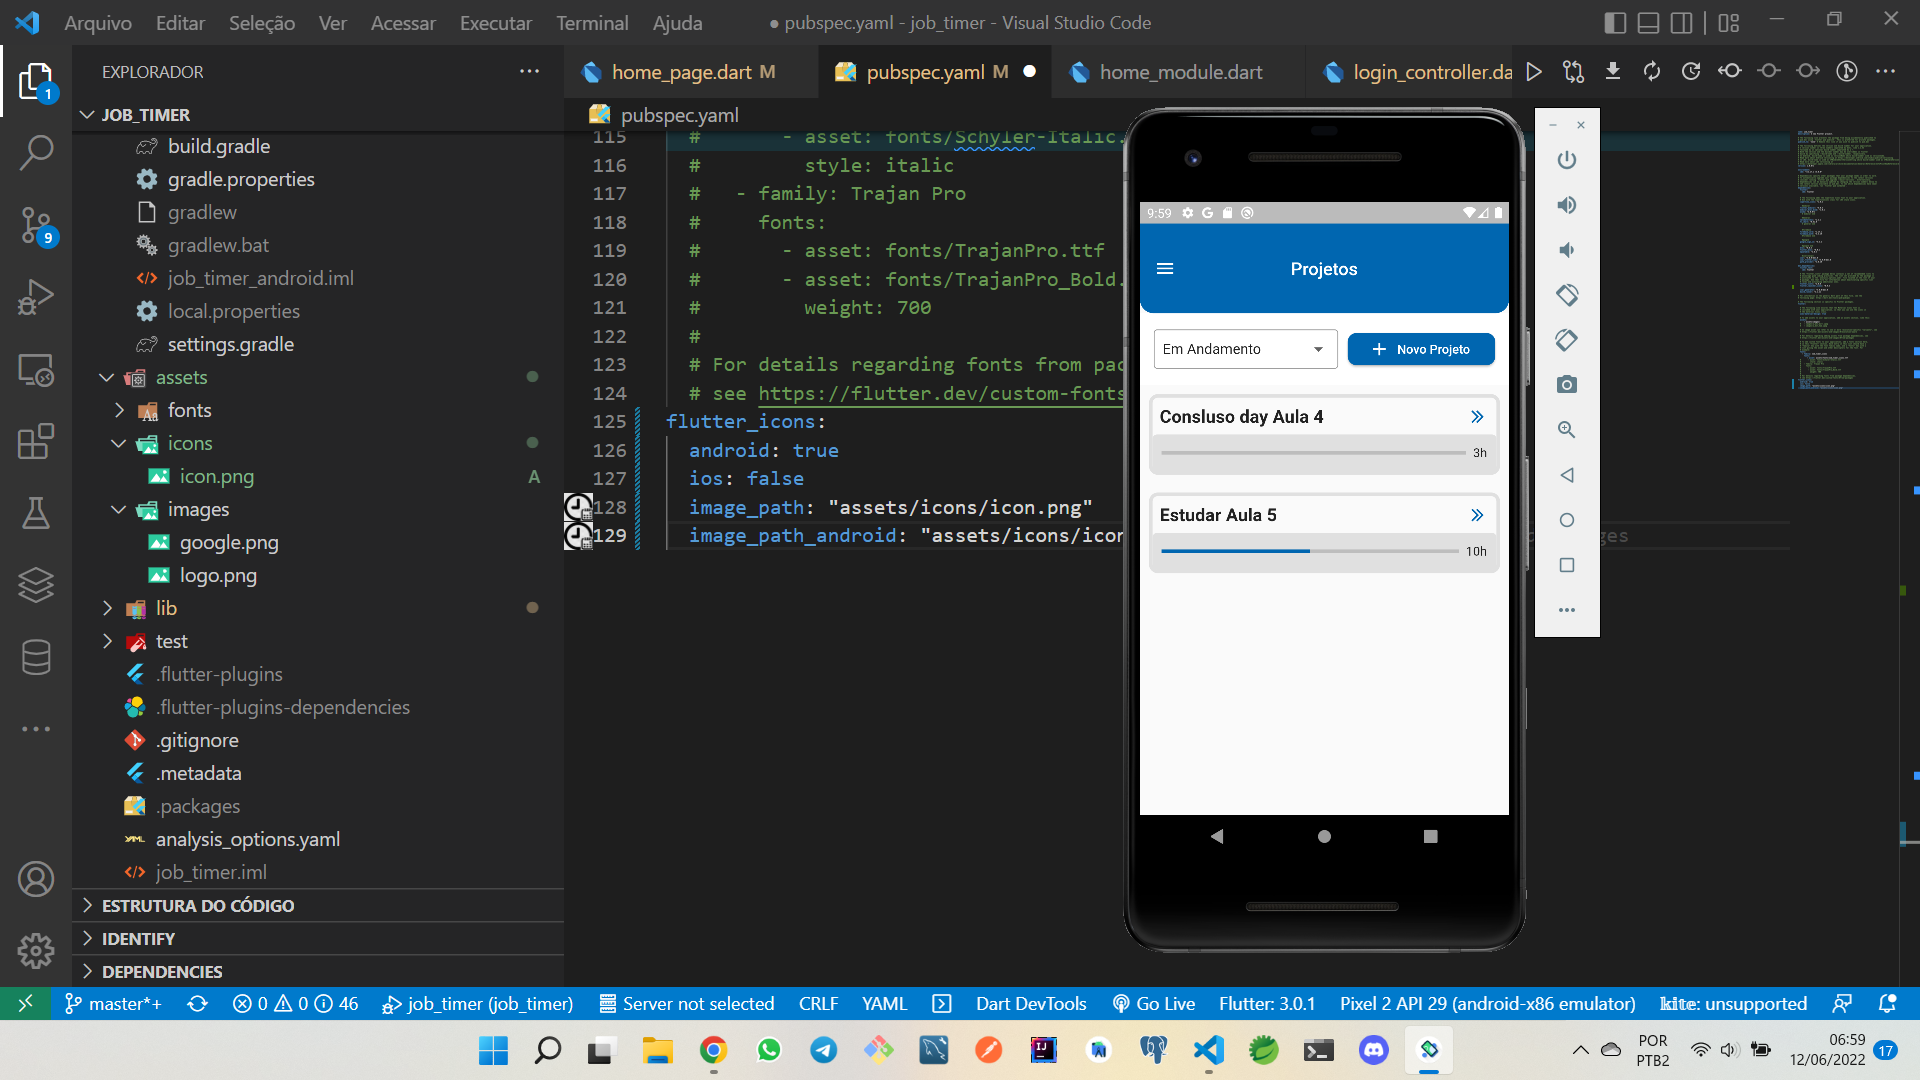 Arquivo Editar Seleção Ver Acessar Executar Terminal Ajuda
● pubspec.yaml - job_timer - Visual Studio Code
EXPLORADOR
JOB_TIMER
build.gradle
gradle.properties
gradlew
gradlew.bat
job_timer_android.iml
local.properties
settings.gradle
assets
fonts
icons
icon.png A
images
google.png
logo.png
lib
test
.flutter-plugins
.flutter-plugins-dependencies
.gitignore
.metadata
.packages
analysis_options.yaml
job_timer.iml
ESTRUTURA DO CÓDIGO
IDENTIFY
DEPENDENCIES
1
9
home_page.dart M
pubspec.yaml M
home_module.dart
login_controller.da
pubspec.yaml
115 # - asset: fonts/Schyler-Italic.
116 # style: italic
117 # - family: Trajan Pro
118 # fonts:
119 # - asset: fonts/TrajanPro.ttf
120 # - asset: fonts/TrajanPro_Bold.
121 # weight: 700
122 #
123 # For details regarding fonts from pac
124 # see https://flutter.dev/custom-fonts
125 flutter_icons:
126 android: true
127 ios: false
128 image_path: "assets/icons/icon.png"
129 image_path_android: "assets/icons/icon
9:59
Projetos
Em Andamento
+ Novo Projeto
Consluso day Aula 4
3h
Estudar Aula 5
10h
master*+
0 0 46
job_timer (job_timer)
Server not selected
CRLF
YAML
Dart DevTools
Go Live
Flutter: 3.0.1
Pixel 2 API 29 (android-x86 emulator)
kite: unsupported
POR
PTB2
06:59
12/06/2022
17